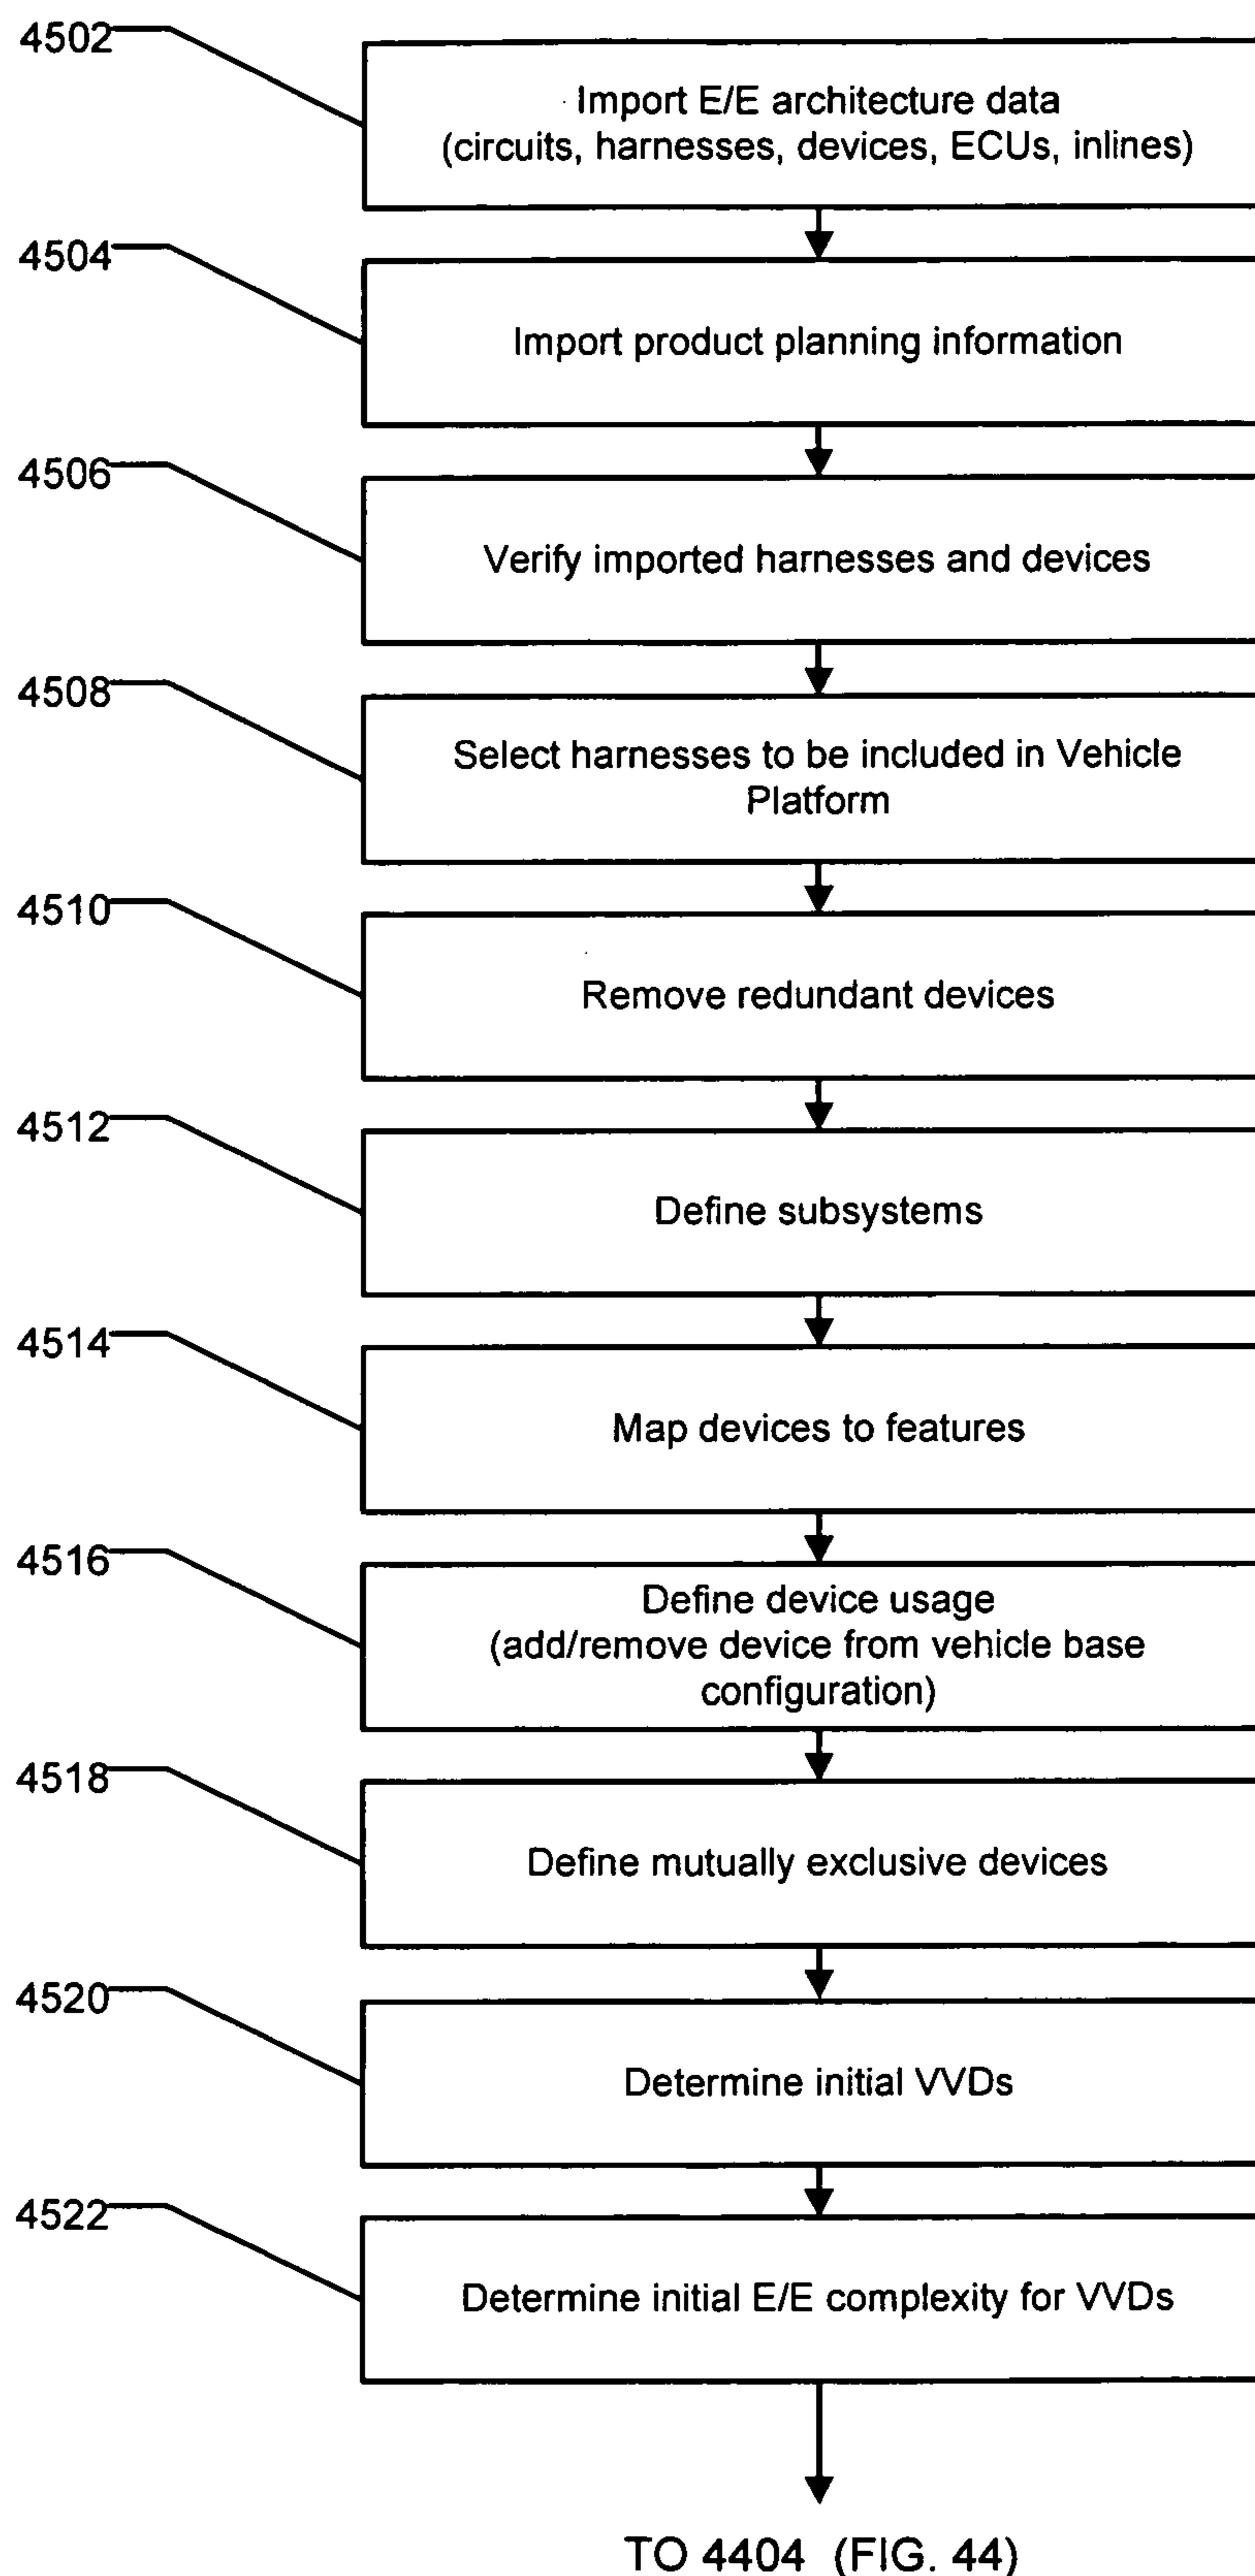 4502
Import E/E architecture data
(circuits, harnesses, devices, ECUs, inlines)
4504
Import product planning information
4506
Verify imported harnesses and devices
4508
Select harnesses to be included in Vehicle
Platform
4510
Remove redundant devices
4512
Define subsystems
4514
Map devices to features
4516
Define device usage
(add/remove device from vehicle base
configuration)
4518
Define mutually exclusive devices
4520
Determine initial VVDs
4522
Determine initial E/E complexity for VVDs
TO 4404 (FIG. 44)